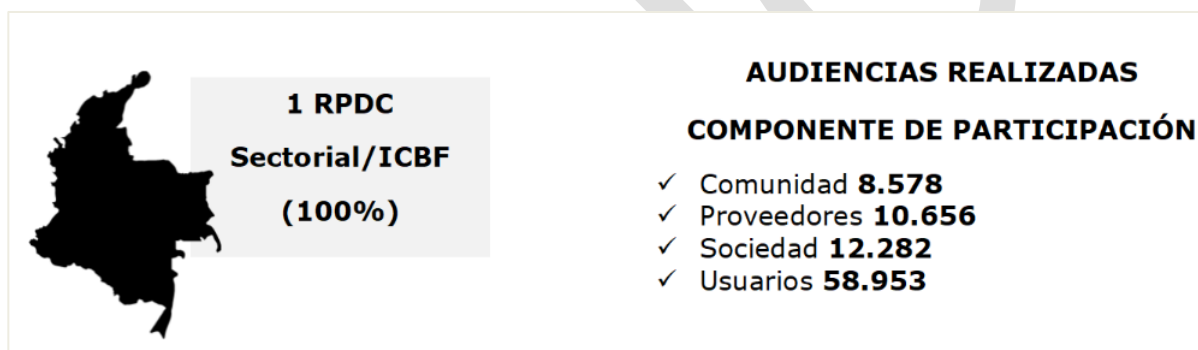 1 RPDC
Sectorial/ICBF
(100%)
AUDIENCIAS REALIZADAS
COMPONENTE DE PARTICIPACIÓN
✓ Comunidad 8.578
✓ Proveedores 10.656
✓ Sociedad 12.282
✓ Usuarios 58.953